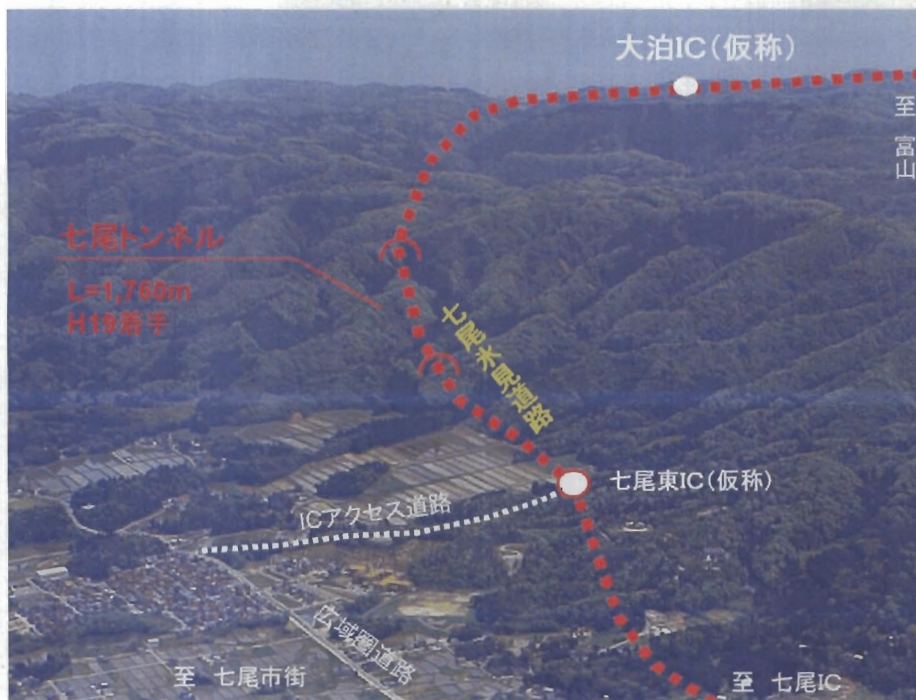 大泊IC(仮称)
至 富山
七尾トンネル
L=1,760m
H19着手
七尾氷見道路
七尾東IC(仮称)
ICアクセス道路
広域圏道路
至 七尾市街
至 七尾IC